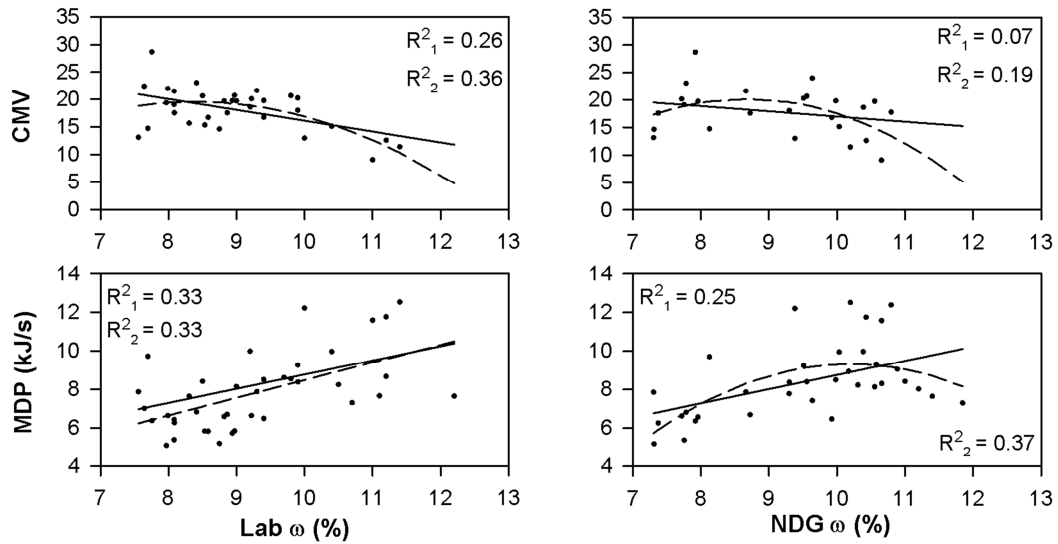 35
30
25
20
15
10
5
0
CMV
R²₁ = 0.26
R²₂ = 0.36
7 8 9 10 11 12 13
35
30
25
20
15
10
5
0
R²₁ = 0.07
R²₂ = 0.19
7 8 9 10 11 12 13
14
12
10
8
6
4
MDP (kJ/s)
R²₁ = 0.33
R²₂ = 0.33
7 8 9 10 11 12 13
Lab ω (%)
14
12
10
8
6
4
R²₁ = 0.25
R²₂ = 0.37
7 8 9 10 11 12 13
NDG ω (%)